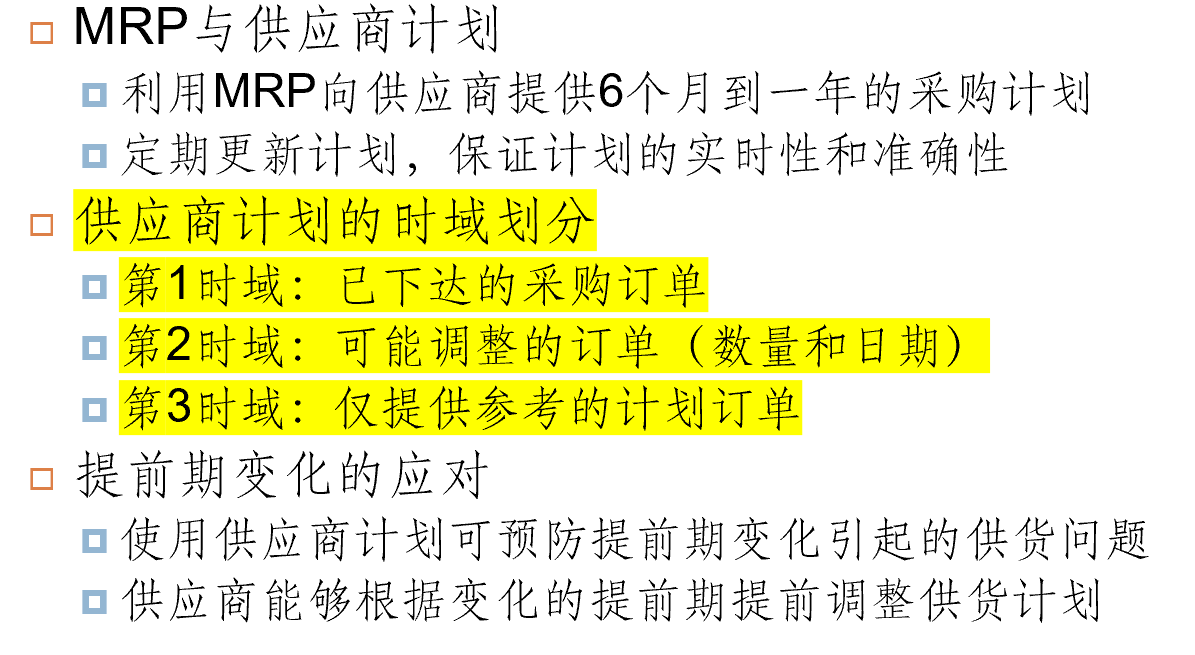 MRP与供应商计划
利用MRP向供应商提供6个月到一年的采购计划
定期更新计划，保证计划的实时性和准确性
供应商计划的时域划分
第1时域：已下达的采购订单
第2时域：可能调整的订单（数量和日期）
第3时域：仅提供参考的计划订单
提前期变化的应对
使用供应商计划可预防提前期变化引起的供货问题
供应商能够根据变化的提前期提前调整供货计划